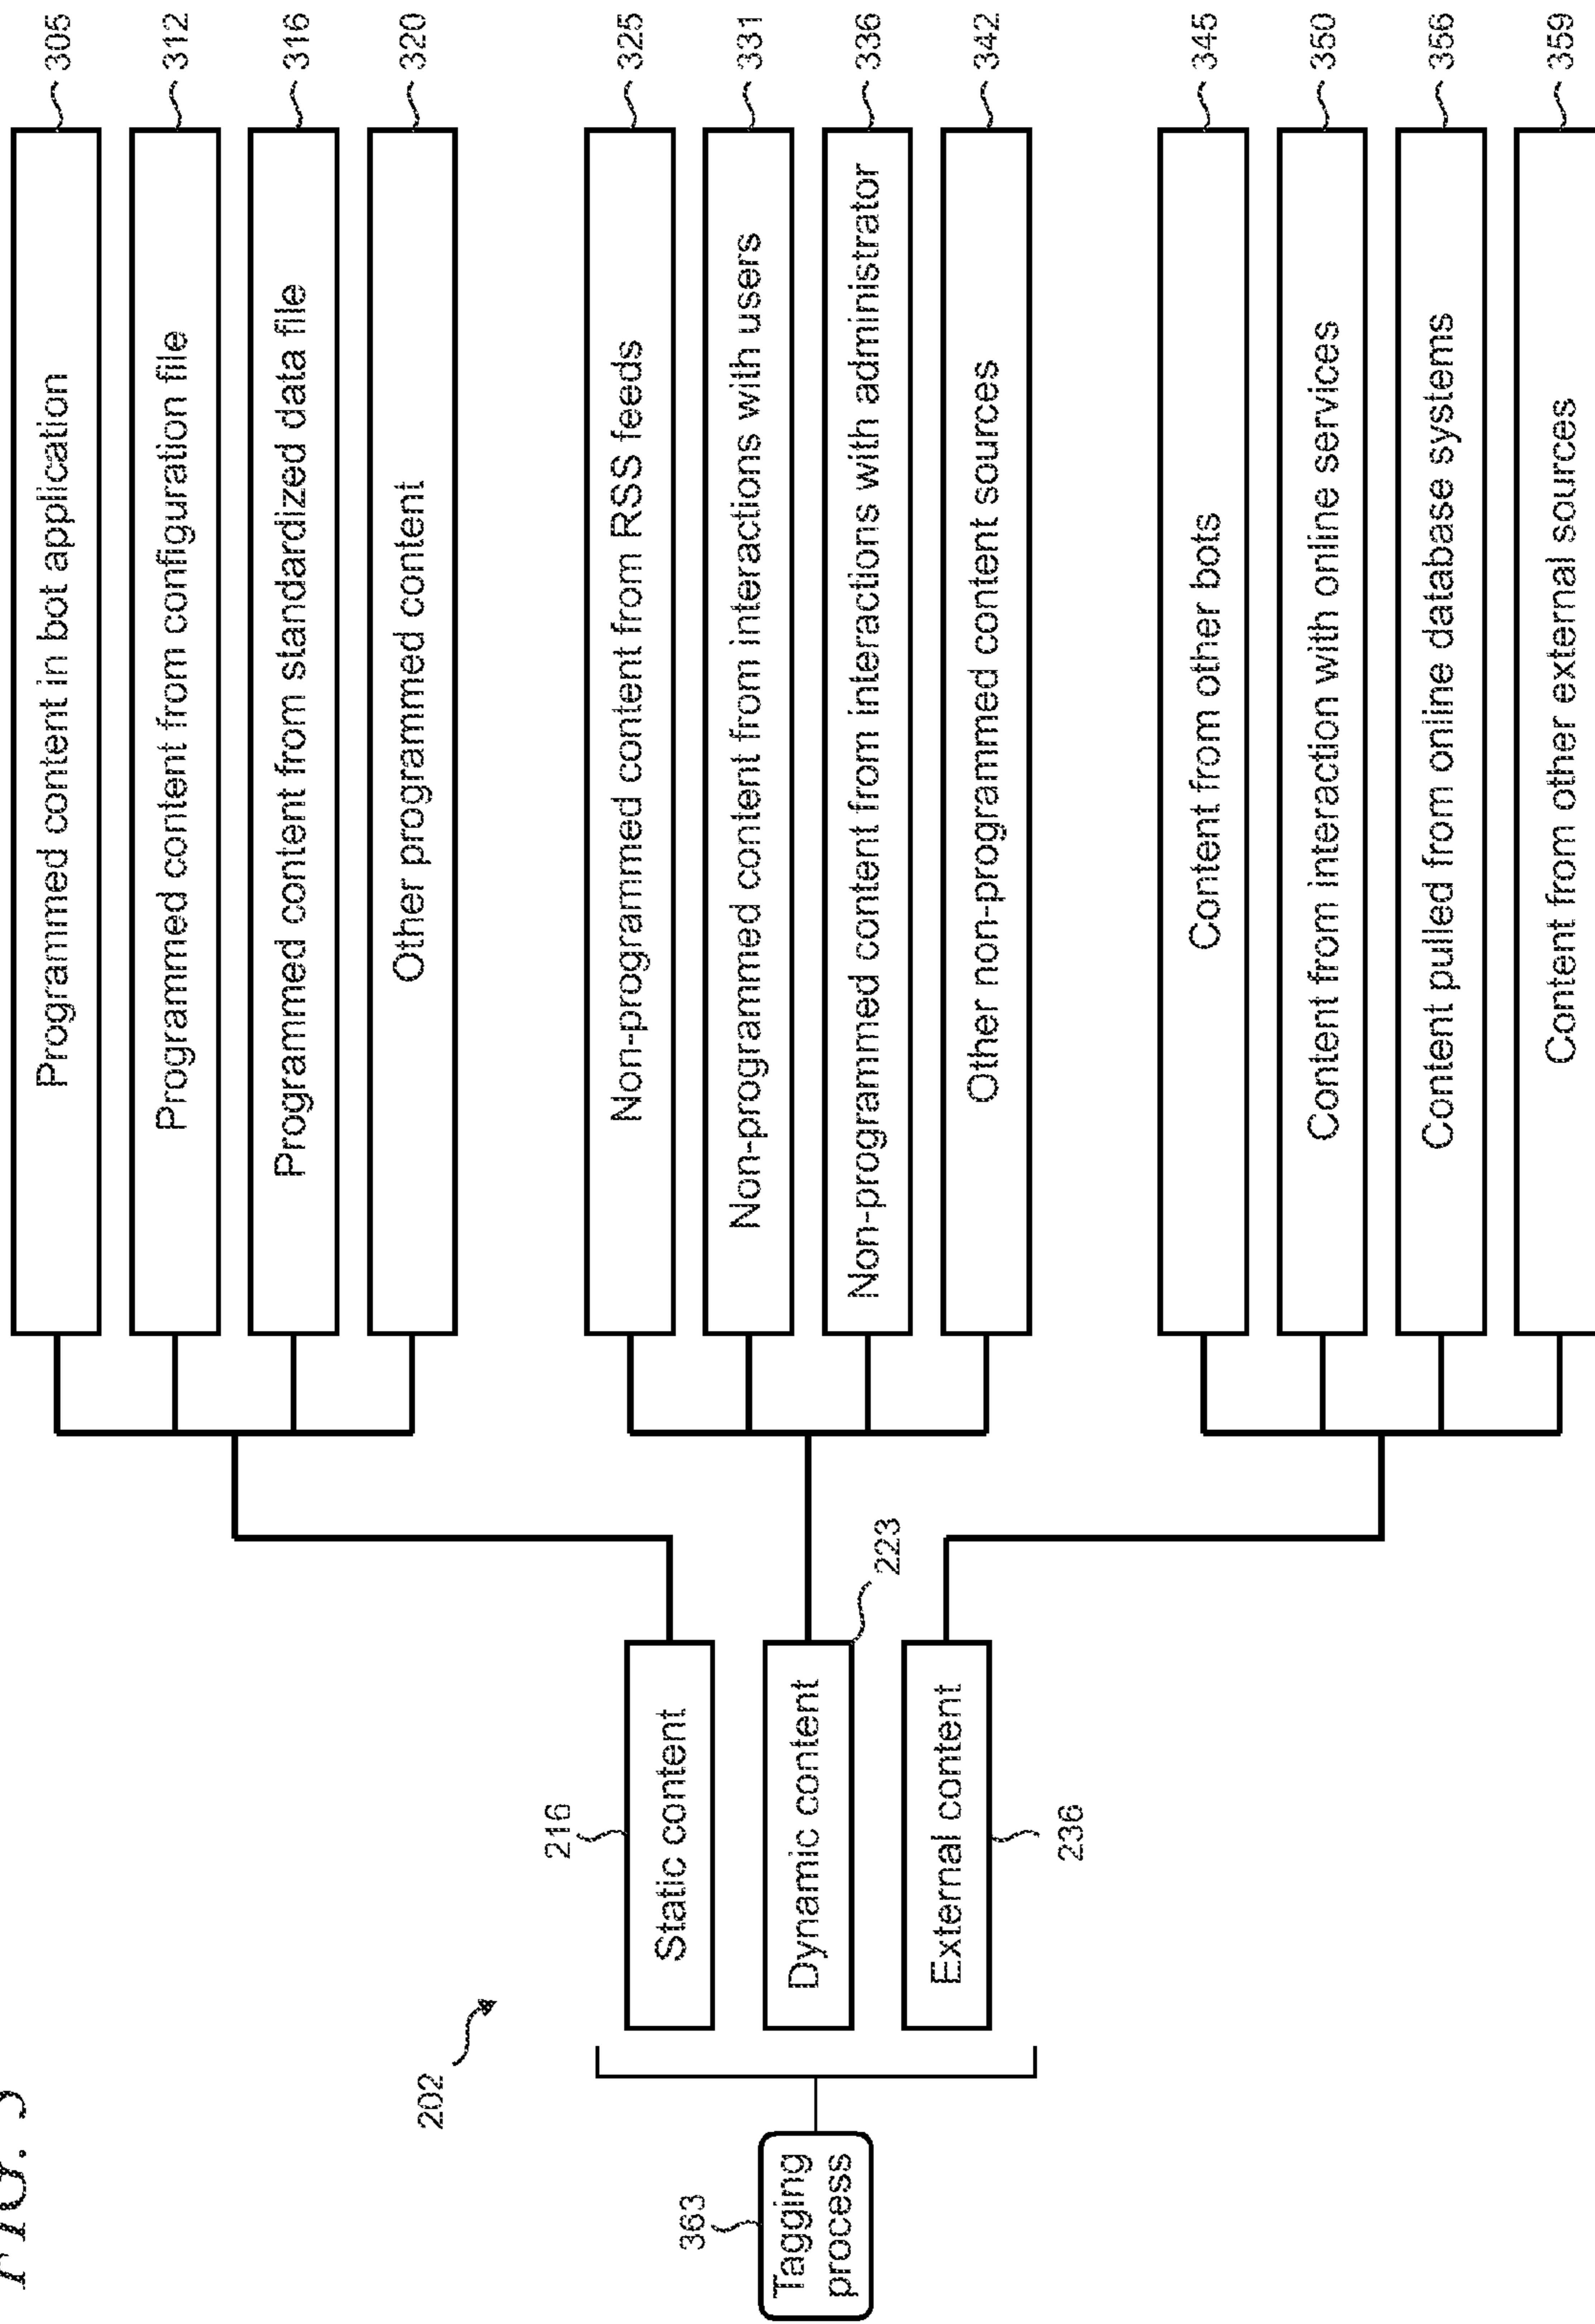 FIG. 3
Programmed content in bot application
305
Programmed content from configuration file
312
Programmed content from standardized data file
316
Other programmed content
320
202
216
Static content
Non-programmed content from RSS feeds
325
Non-programmed content from interactions with users
331
363
Tagging
process
Dynamic content
223
Non-programmed content from interactions with administrator
336
External content
236
Other non-programmed content sources
342
Content from other bots
345
Content from interaction with online services
350
Content pulled from online database systems
356
Content from other external sources
359